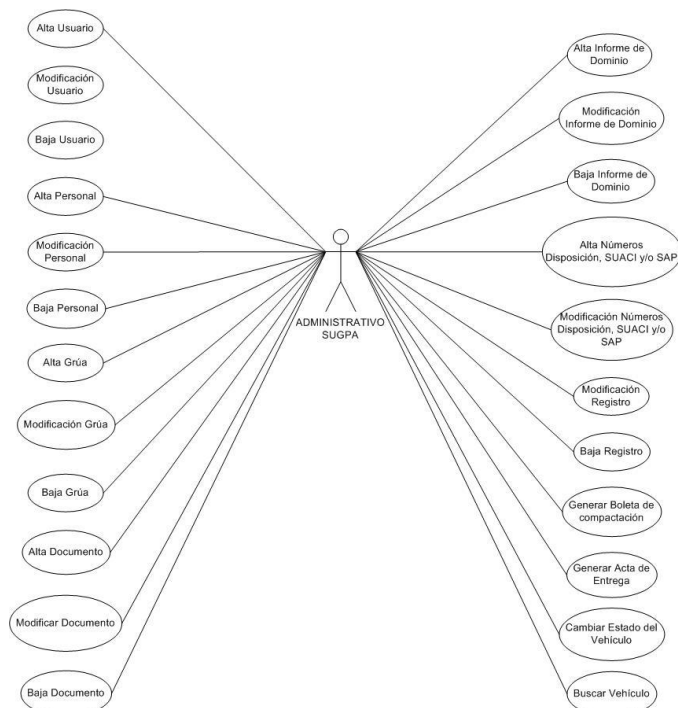 Alta Usuario
Modificación
Usuario
Baja Usuario
Alta Personal
Modificación
Personal
Baja Personal
Alta Grúa
Modificación Grúa
Baja Grúa
Alta Documento
Modificar Documento
Baja Documento
ADMINISTRATIVO
SUGPA
Alta Informe de
Dominio
Modificación
Informe de Dominio
Baja Informe de
Dominio
Alta Números
Disposición, SUACI y/o
SAP
Modificación Números
Disposición, SUACI y/o
SAP
Modificación
Registro
Baja Registro
Generar Boleta de
compactación
Generar Acta de
Entrega
Cambiar Estado del
Vehículo
Buscar Vehículo